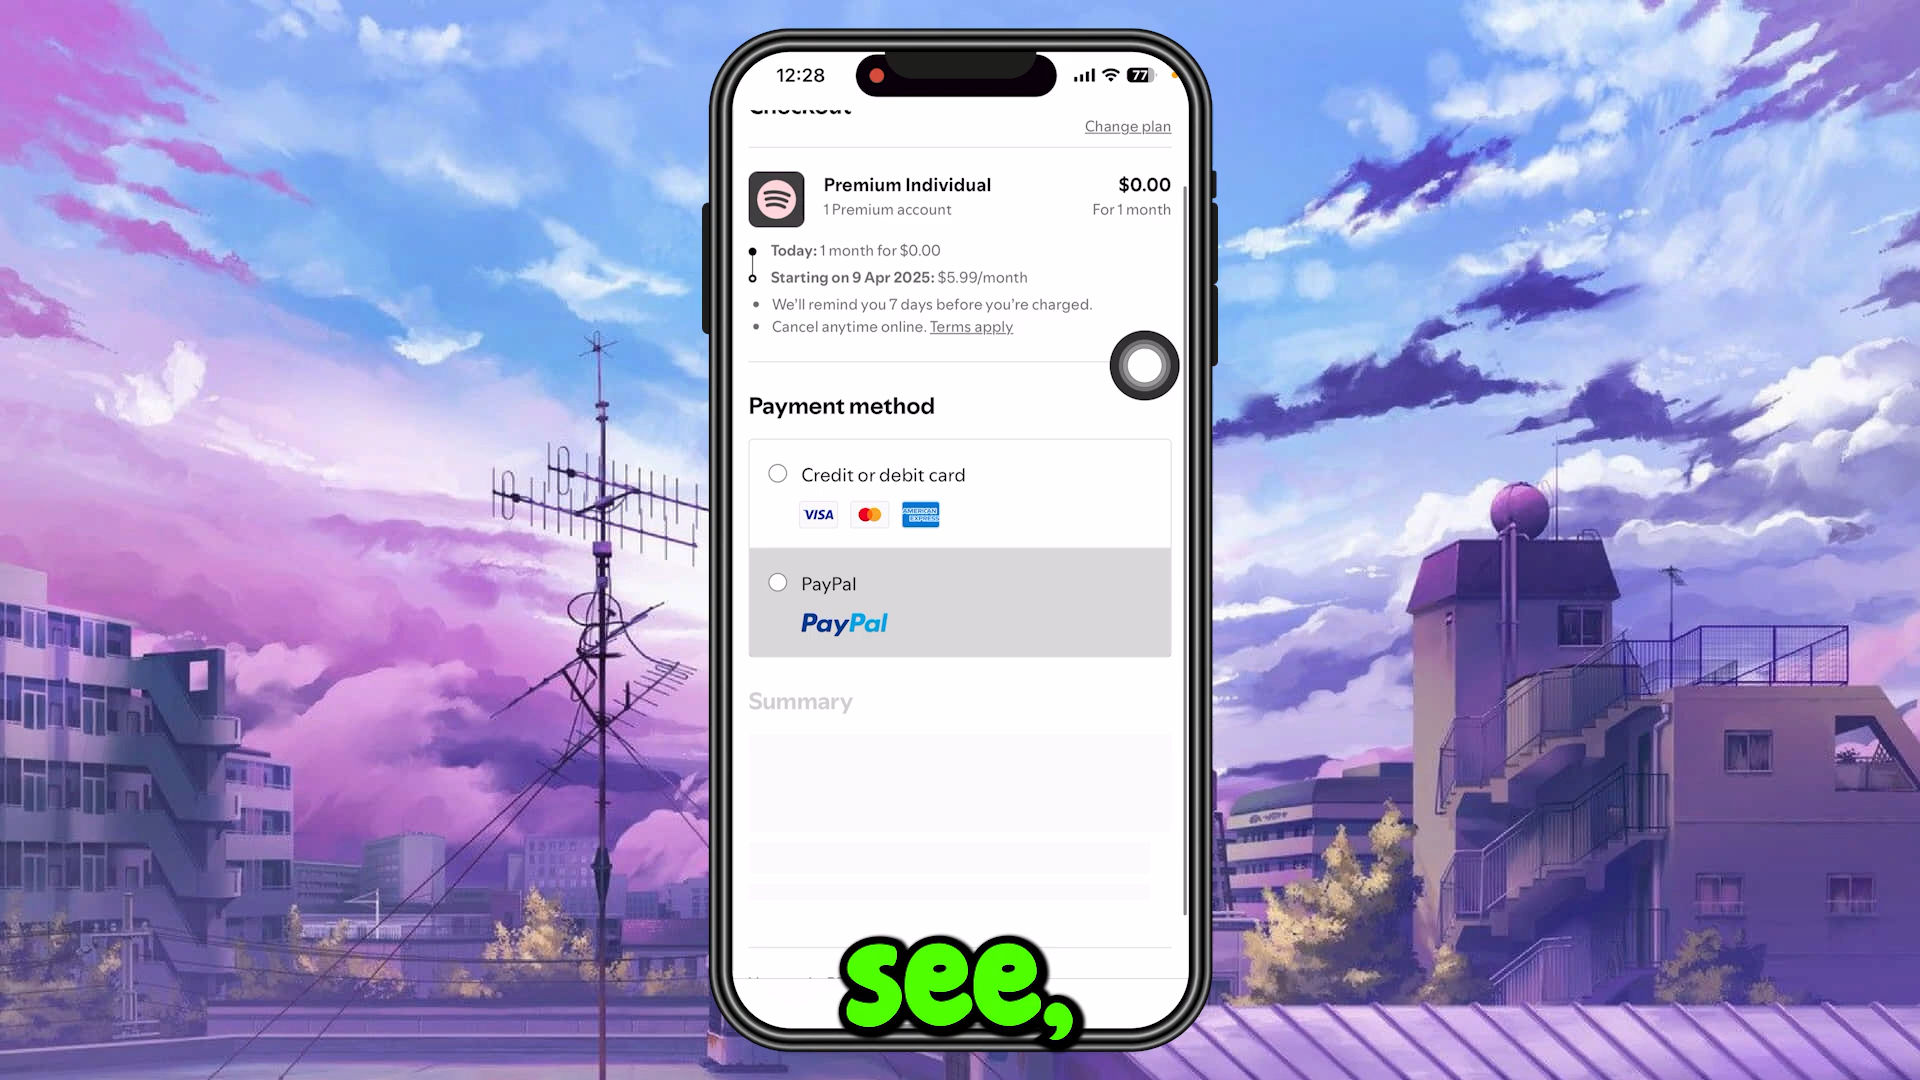 12:28
77
Checkout
Change plan
Premium Individual
$0.00
1 Premium account
For 1 month
Today: 1 month for $0.00
Starting on 9 Apr 2025: $5.99/month
We'll remind you 7 days before you're charged.
Cancel anytime online. Terms apply
Payment method
Credit or debit card
VISA
AMERICAN EXPRESS
PayPal
PayPal
Summary
see,